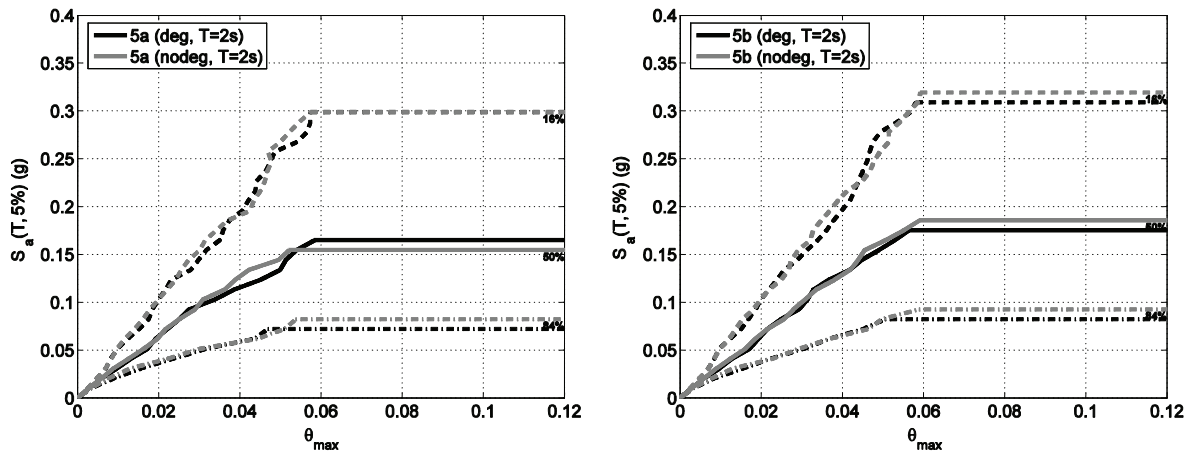 5a (deg, T=2s)
5a (nodeg, T=2s)
0.4
0.35
0.3
0.25
0.2
0.15
0.1
0.05
0
S a (T, 5%) (g)
16%
50%
84%
0 0.02 0.04 0.06 0.08 0.1 0.12
θ max
5b (deg, T=2s)
5b (nodeg, T=2s)
0.4
0.35
0.3
0.25
0.2
0.15
0.1
0.05
0
S a (T, 5%) (g)
16%
50%
84%
0 0.02 0.04 0.06 0.08 0.1 0.12
θ max